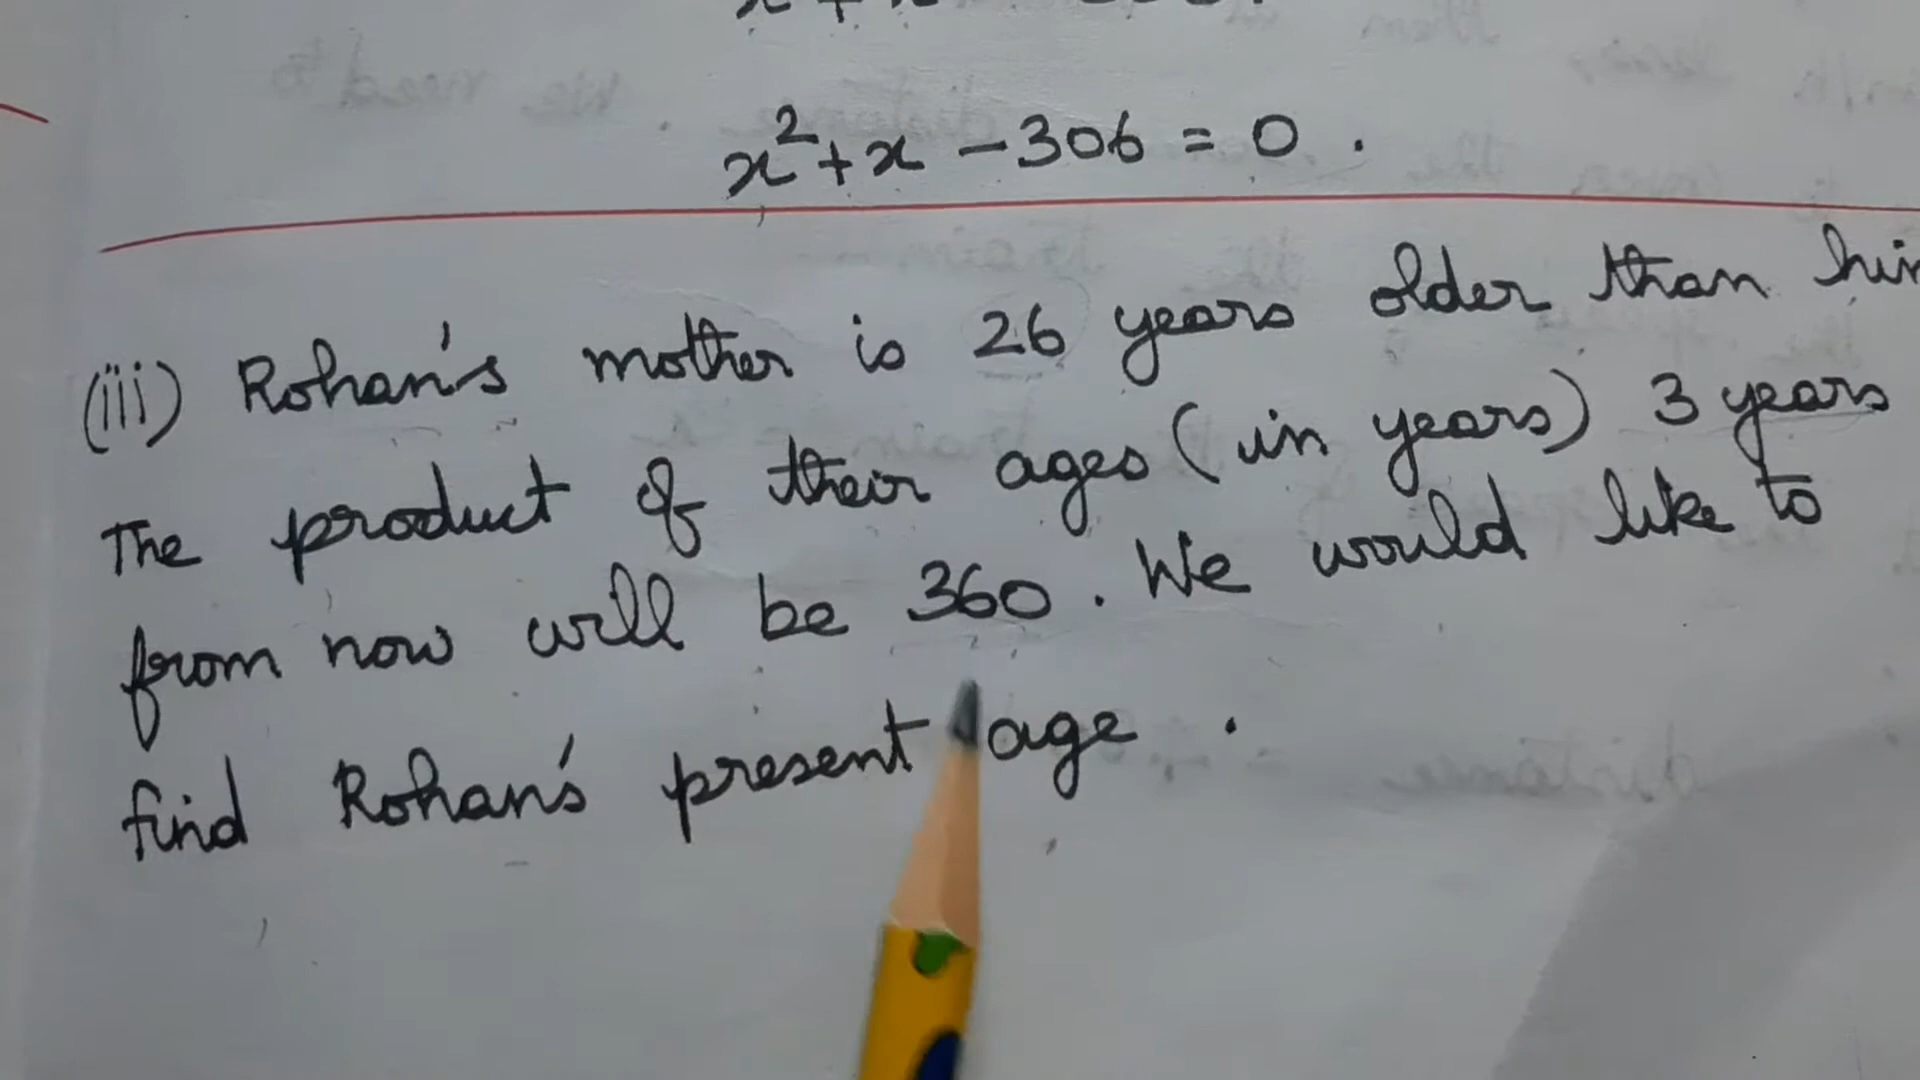 x² + x - 306 = 0 .
(iii) Rohan's mother is 26 years older than
The product of their ages (in years) 3 years
from now will be 360 . We would like to
find Rohan's present age .